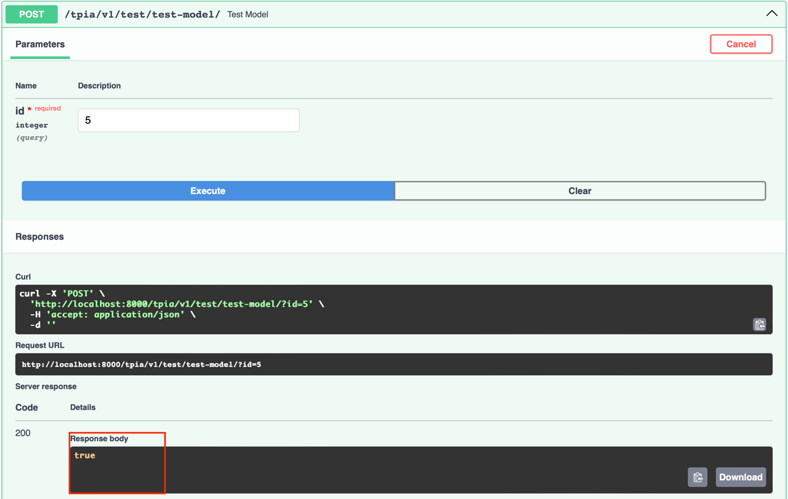 POST /tpia/v1/test/test-model/ Test Model
Parameters Cancel
Name Description
id * required
integer
(query)
5
Execute Clear
Responses
Curl
curl -X 'POST' \
'http://localhost:8000/tpia/v1/test/test-model/?id=5' \
-H 'accept: application/json' \
-d ''
Request URL
http://localhost:8000/tpia/v1/test/test-model/?id=5
Server response
Code Details
200
Response body
true
Download